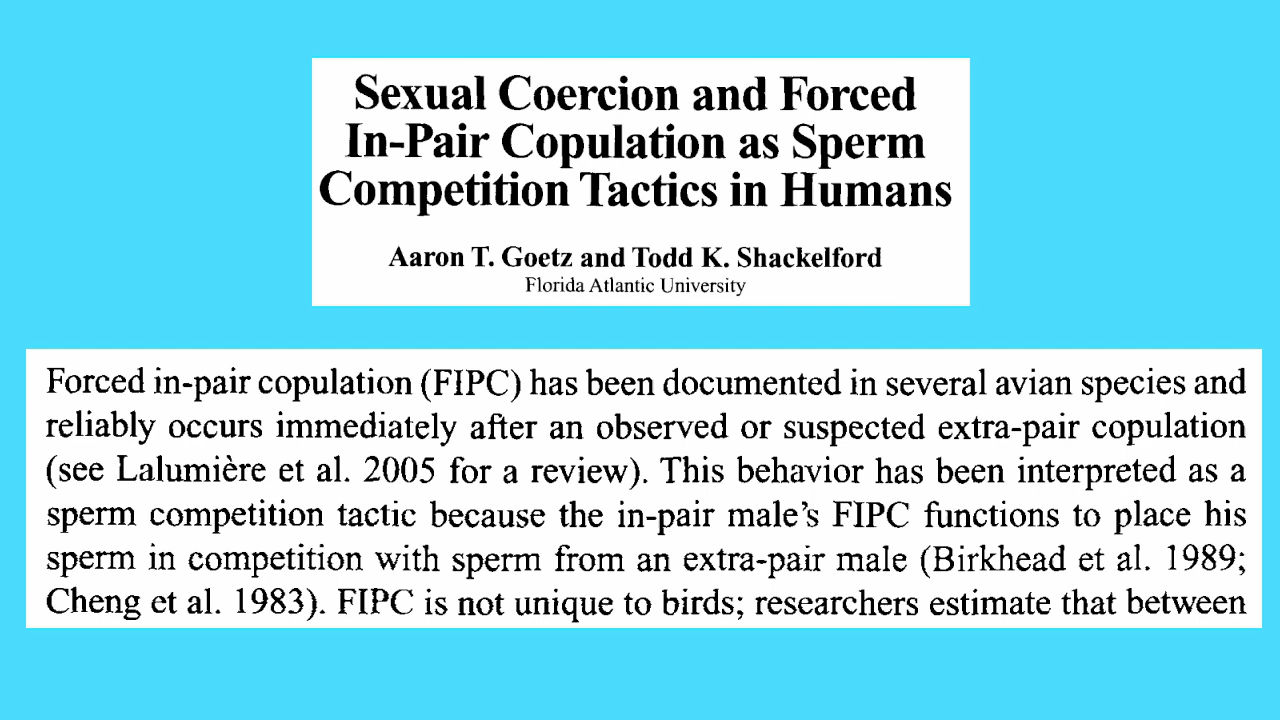 Sexual Coercion and Forced
In-Pair Copulation as Sperm
Competition Tactics in Humans
Aaron T. Goetz and Todd K. Shackelford
Florida Atlantic University
Forced in-pair copulation (FIPC) has been documented in several avian species and
reliably occurs immediately after an observed or suspected extra-pair copulation
(see Lalumière et al. 2005 for a review). This behavior has been interpreted as a
sperm competition tactic because the in-pair male’s FIPC functions to place his
sperm in competition with sperm from an extra-pair male (Birkhead et al. 1989;
Cheng et al. 1983). FIPC is not unique to birds; researchers estimate that between